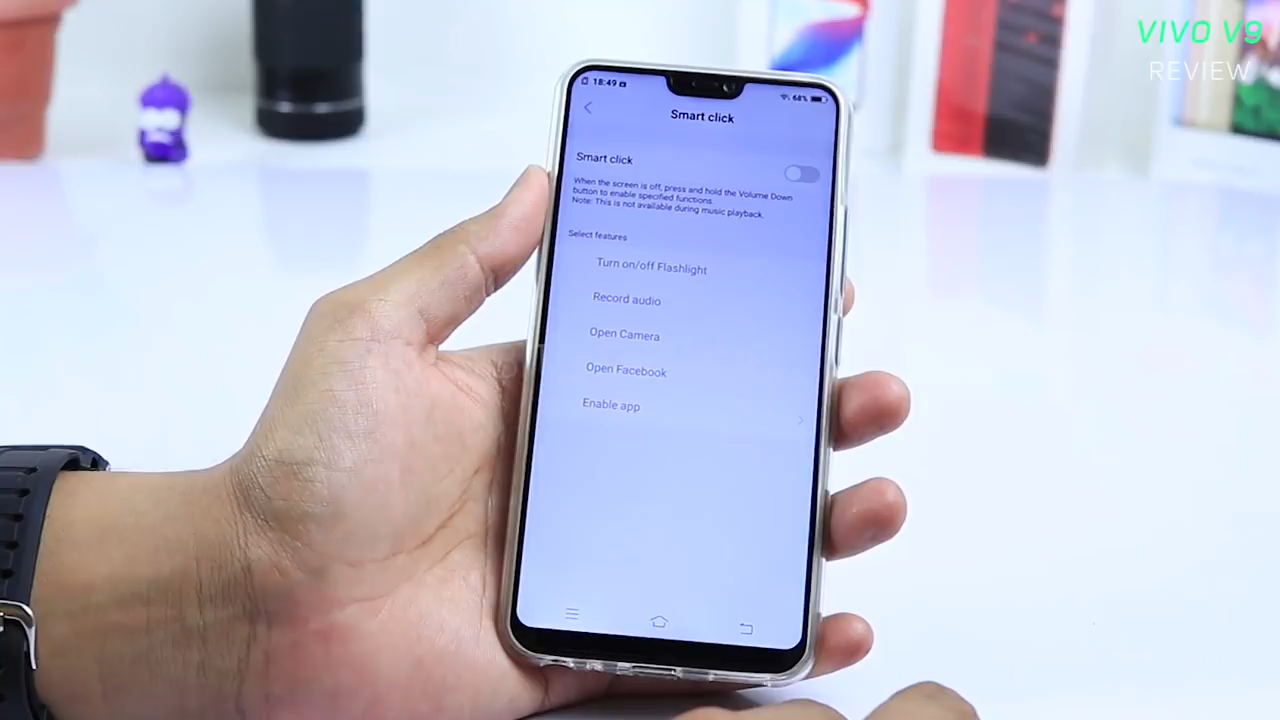 VIVO V9
REVIEW
18:49
68%
Smart click
Smart click
When the screen is off, press and hold the Volume Down
button to enable specified functions.
Note: This is not available during music playback.
Select features
Turn on/off Flashlight
Record audio
Open Camera
Open Facebook
Enable app